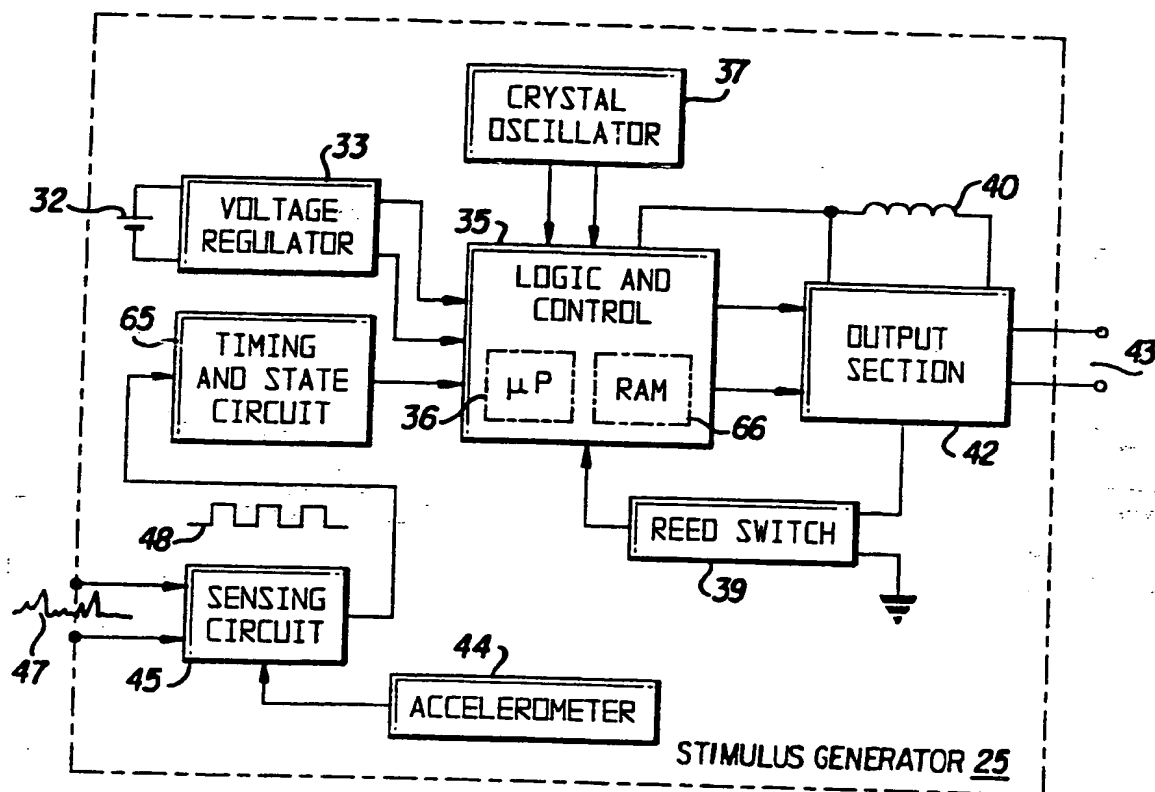 37
CRYSTAL
OSCILLATOR
33
32
VOLTAGE
REGULATOR
40
35
LOGIC AND
CONTROL
65
TIMING
AND STATE
CIRCUIT
OUTPUT
SECTION
43
µP
RAM
36
66
42
48
REED SWITCH
39
47
SENSING
CIRCUIT
45
44
ACCELEROMETER
STIMULUS GENERATOR 25